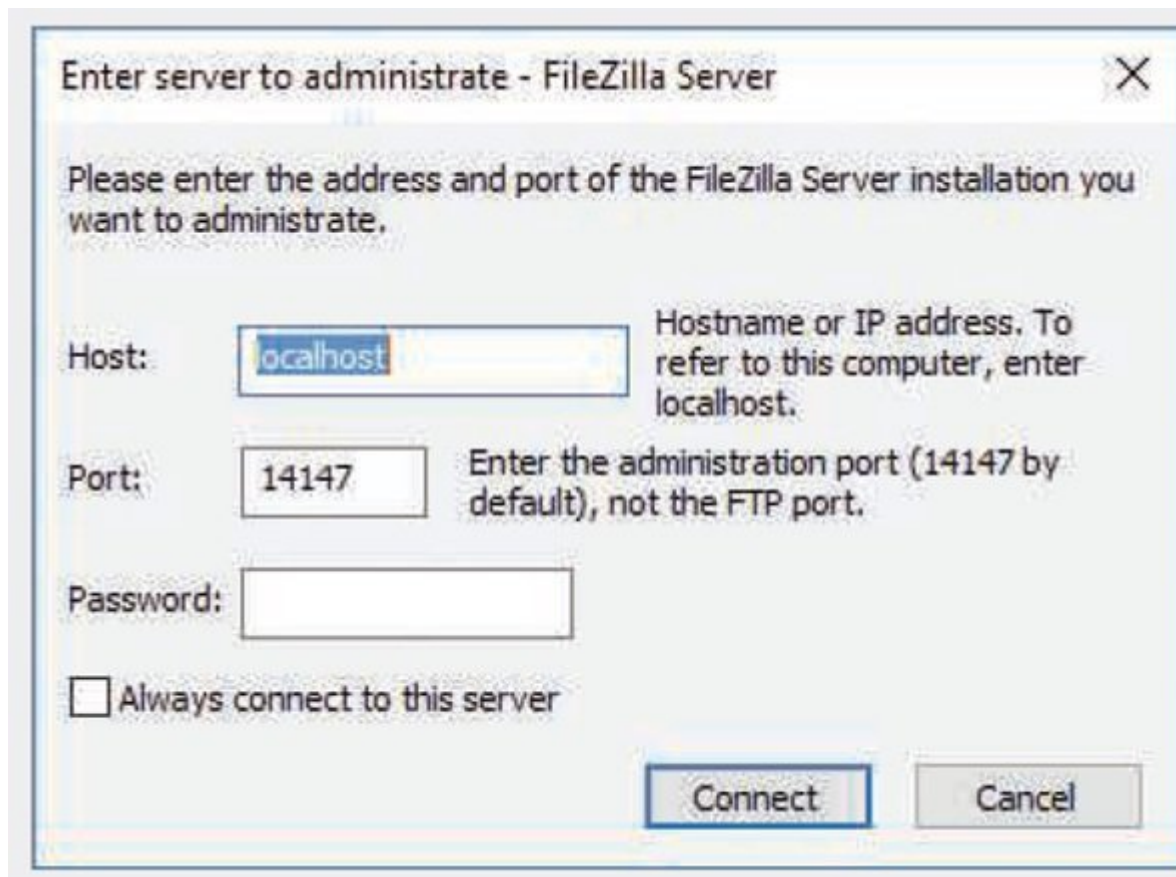 Enter server to administrate - FileZilla Server
Please enter the address and port of the FileZilla Server installation you
want to administrate.
Host:
localhost
Hostname or IP address. To
refer to this computer, enter
localhost.
Port:
14147
Enter the administration port (14147 by
default), not the FTP port.
Password:
Always connect to this server
Connect
Cancel